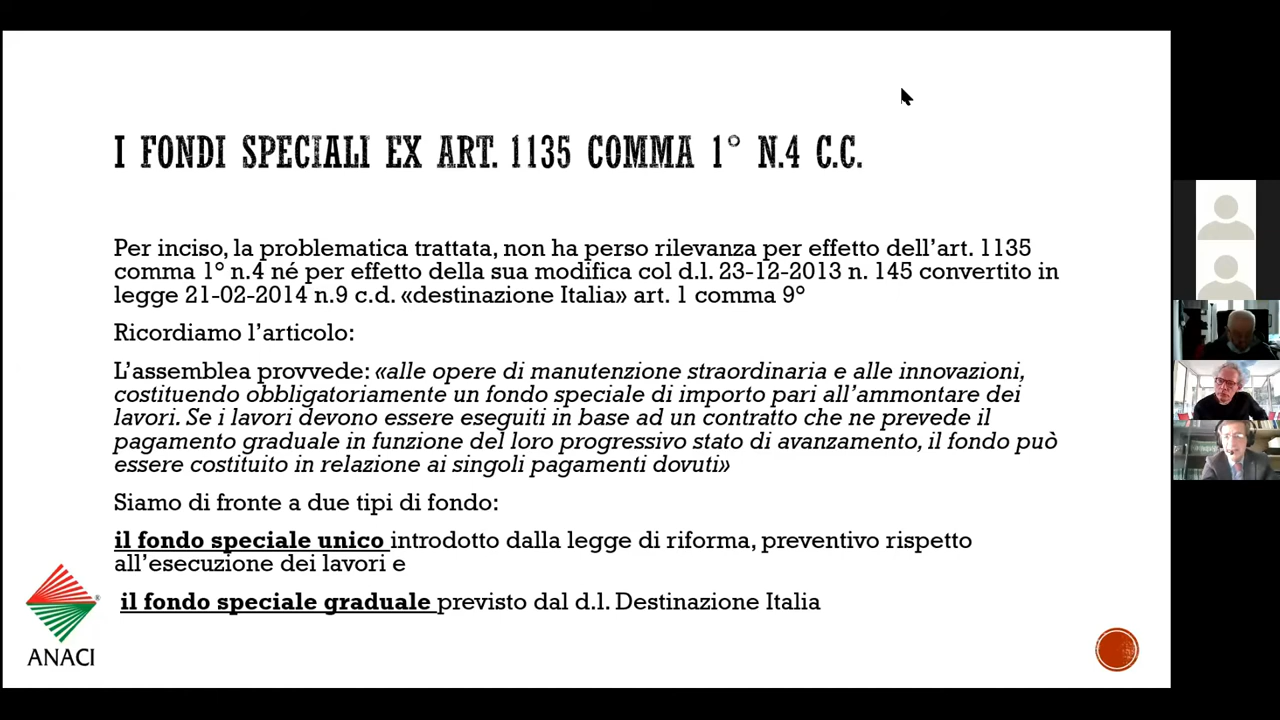 I FONDI SPECIALI EX ART. 1135 COMMA 1° N.4 C.C.
Per inciso, la problematica trattata, non ha perso rilevanza per effetto dell’art. 1135
comma 1° n.4 né per effetto della sua modifica col d.l. 23-12-2013 n. 145 convertito in
legge 21-02-2014 n.9 c.d. «destinazione Italia» art. 1 comma 9°
Ricordiamo l’articolo:
L’assemblea provvede: «alle opere di manutenzione straordinaria e alle innovazioni,
costituendo obbligatoriamente un fondo speciale di importo pari all’ammontare dei
lavori. Se i lavori devono essere eseguiti in base ad un contratto che ne prevede il
pagamento graduale in funzione del loro progressivo stato di avanzamento, il fondo può
essere costituito in relazione ai singoli pagamenti dovuti»
Siamo di fronte a due tipi di fondo:
il fondo speciale unico introdotto dalla legge di riforma, preventivo rispetto
all’esecuzione dei lavori e
il fondo speciale graduale previsto dal d.l. Destinazione Italia
®
ANACI